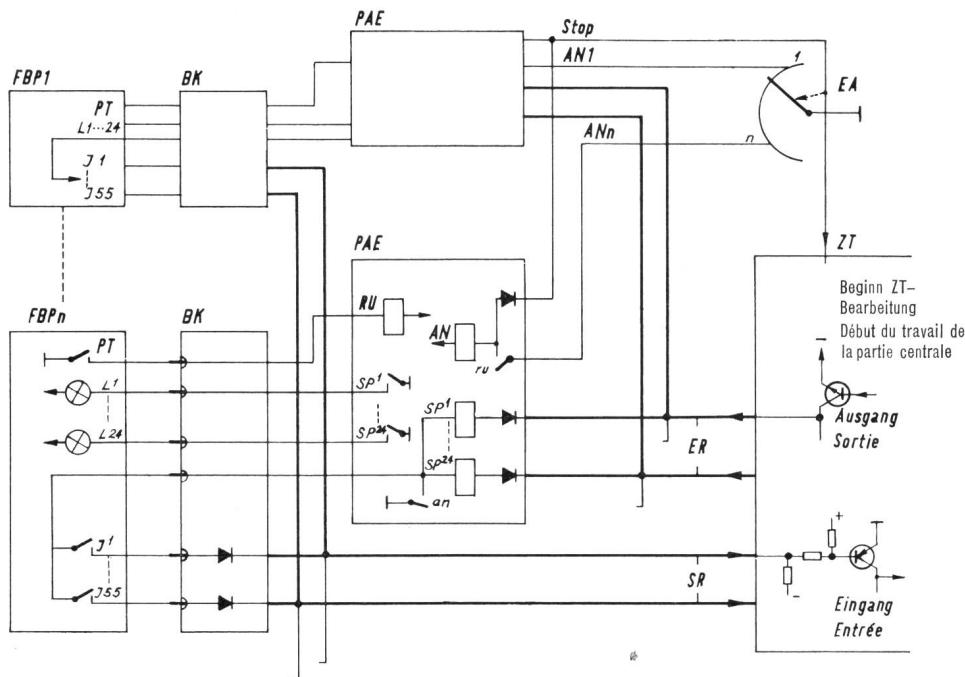 PAE
Stop
AN1
1
EA
FBP1
BK
PT
L1···24
J1
J55
ANn
n
PAE
ZT
Beginn ZT–
Bearbeitung
Début du travail de
la partie centrale
FBPn
BK
RU
AN
ru
PT
L1
SP1
SP1
L24
SP24
SP24
an
ER
Ausgang
Sortie
J1
J55
SR
+
–
Eingang
Entrée